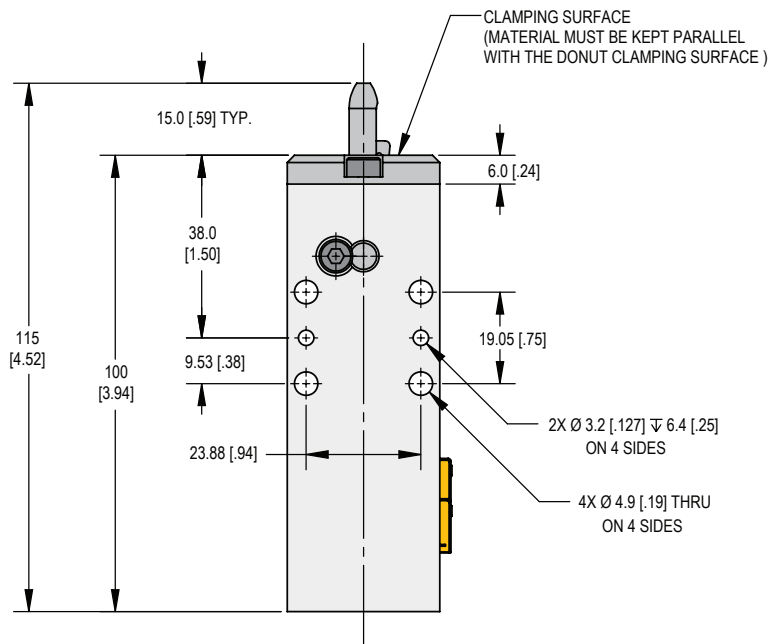 CLAMPING SURFACE
(MATERIAL MUST BE KEPT PARALLEL
WITH THE DONUT CLAMPING SURFACE )
15.0 [.59] TYP.
6.0 [.24]
38.0
[1.50]
115
[4.52]
100
[3.94]
9.53 [.38]
19.05 [.75]
23.88 [.94]
2X Ø 3.2 [.127] ↧ 6.4 [.25]
ON 4 SIDES
4X Ø 4.9 [.19] THRU
ON 4 SIDES